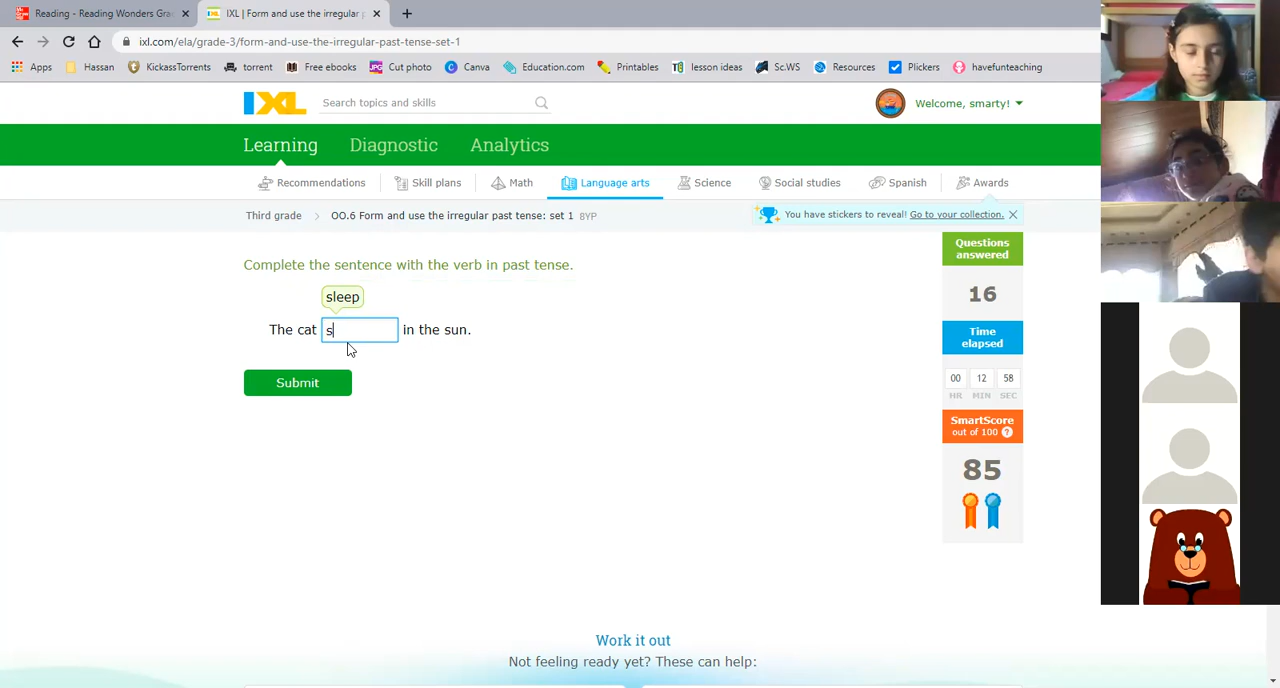 Reading - Reading Wonders Gra
IXL | Form and use the irregular p
ixl.com/ela/grade-3/form-and-use-the-irregular-past-tense-set-1
Apps Hassan KickassTorrents torrent Free ebooks Cut photo Canva Education.com Printables lesson ideas Sc.WS Resources Plickers havefunteaching
IXL Search topics and skills Welcome, smarty!
Learning Diagnostic Analytics
Recommendations Skill plans Math Language arts Science Social studies Spanish Awards
Third grade OO.6 Form and use the irregular past tense: set 1 8YP
You have stickers to reveal! Go to your collection.
Complete the sentence with the verb in past tense.
sleep
The cat s in the sun.
Submit
Questions
answered
16
Time
elapsed
00 12 58
HR MIN SEC
SmartScore
out of 100 ?
85
Work it out
Not feeling ready yet? These can help: